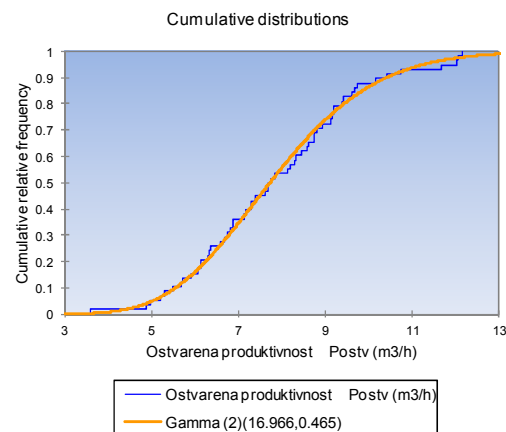 Cumulative distributions
1
0.9
0.8
0.7
0.6
0.5
0.4
0.3
0.2
0.1
0
Cumulative relative frequency
3 5 7 9 11 13
Ostvarena produktivnost Postv (m3/h)
Ostvarena produktivnost Postv (m3/h)
Gamma (2)(16.966,0.465)